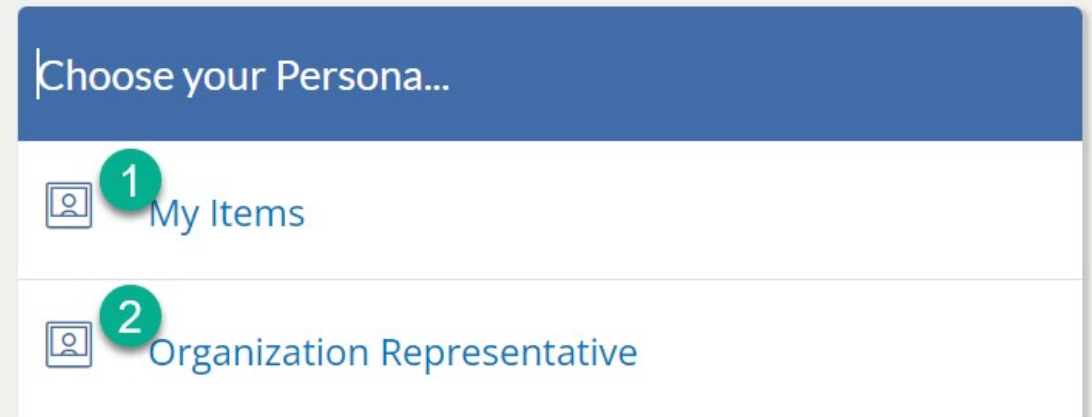 Choose your Persona...
1
My Items
2
Organization Representative